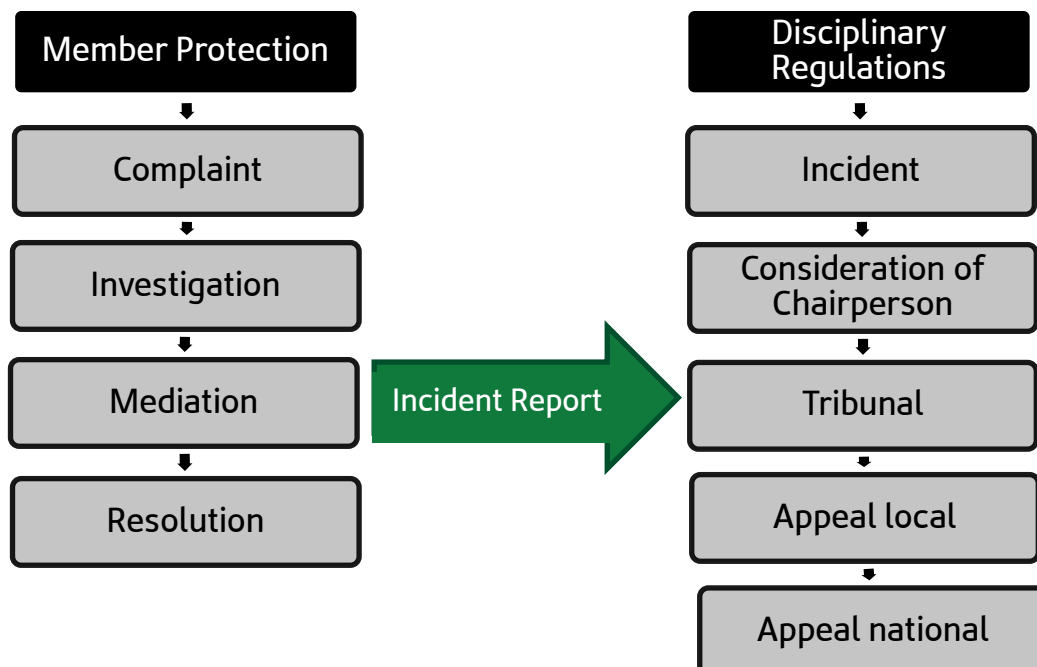 Member Protection
Complaint
Investigation
Mediation
Resolution
Incident Report
Disciplinary
Regulations
Incident
Consideration of
Chairperson
Tribunal
Appeal local
Appeal national